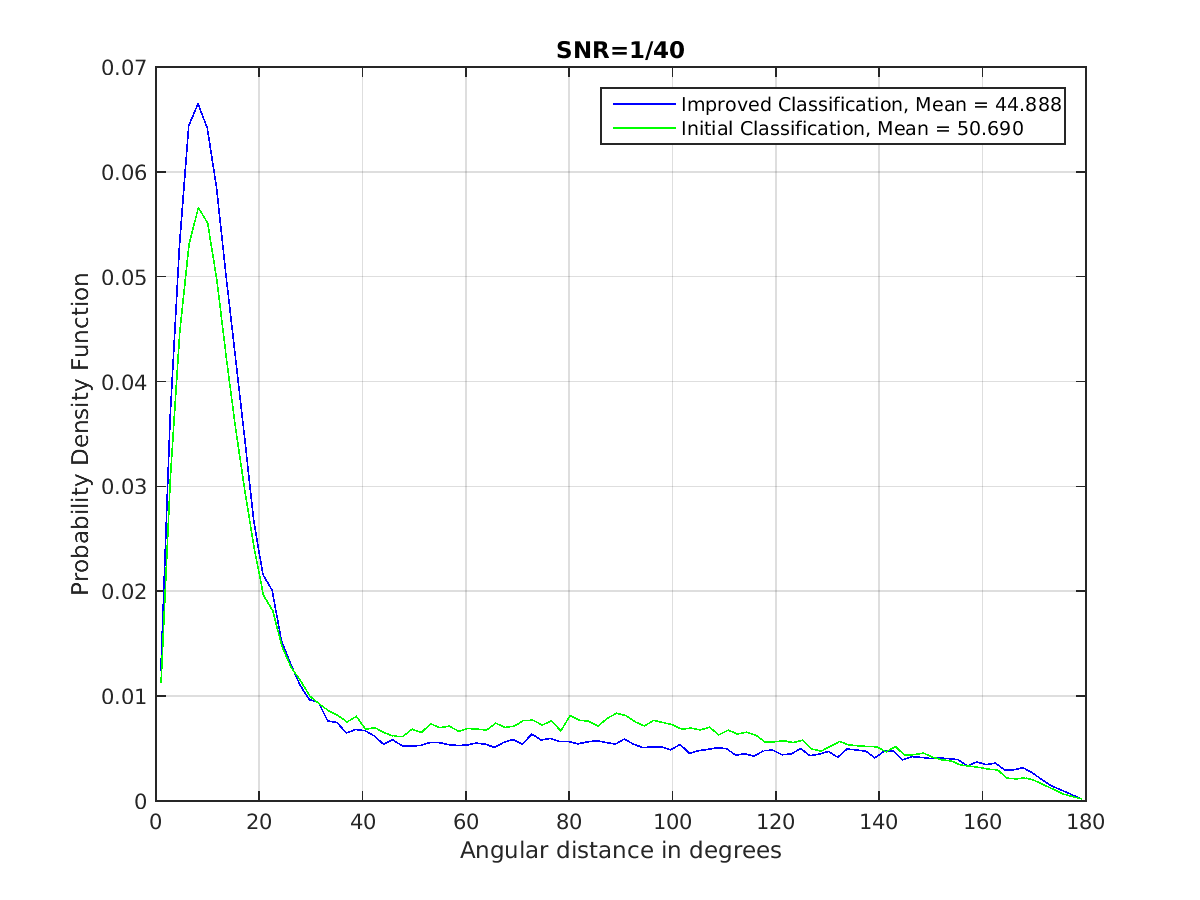 SNR=1/40
Improved Classification, Mean = 44.888
Initial Classification, Mean = 50.690
Probability Density Function
0.07
0.06
0.05
0.04
0.03
0.02
0.01
0
0 20 40 60 80 100 120 140 160 180
Angular distance in degrees